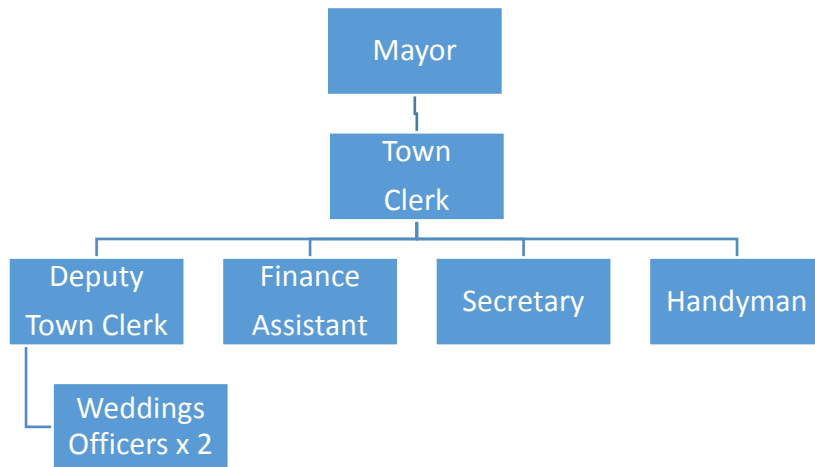 Mayor
Town
Clerk
Deputy
Town Clerk
Finance
Assistant
Secretary
Handyman
Weddings
Officers x 2